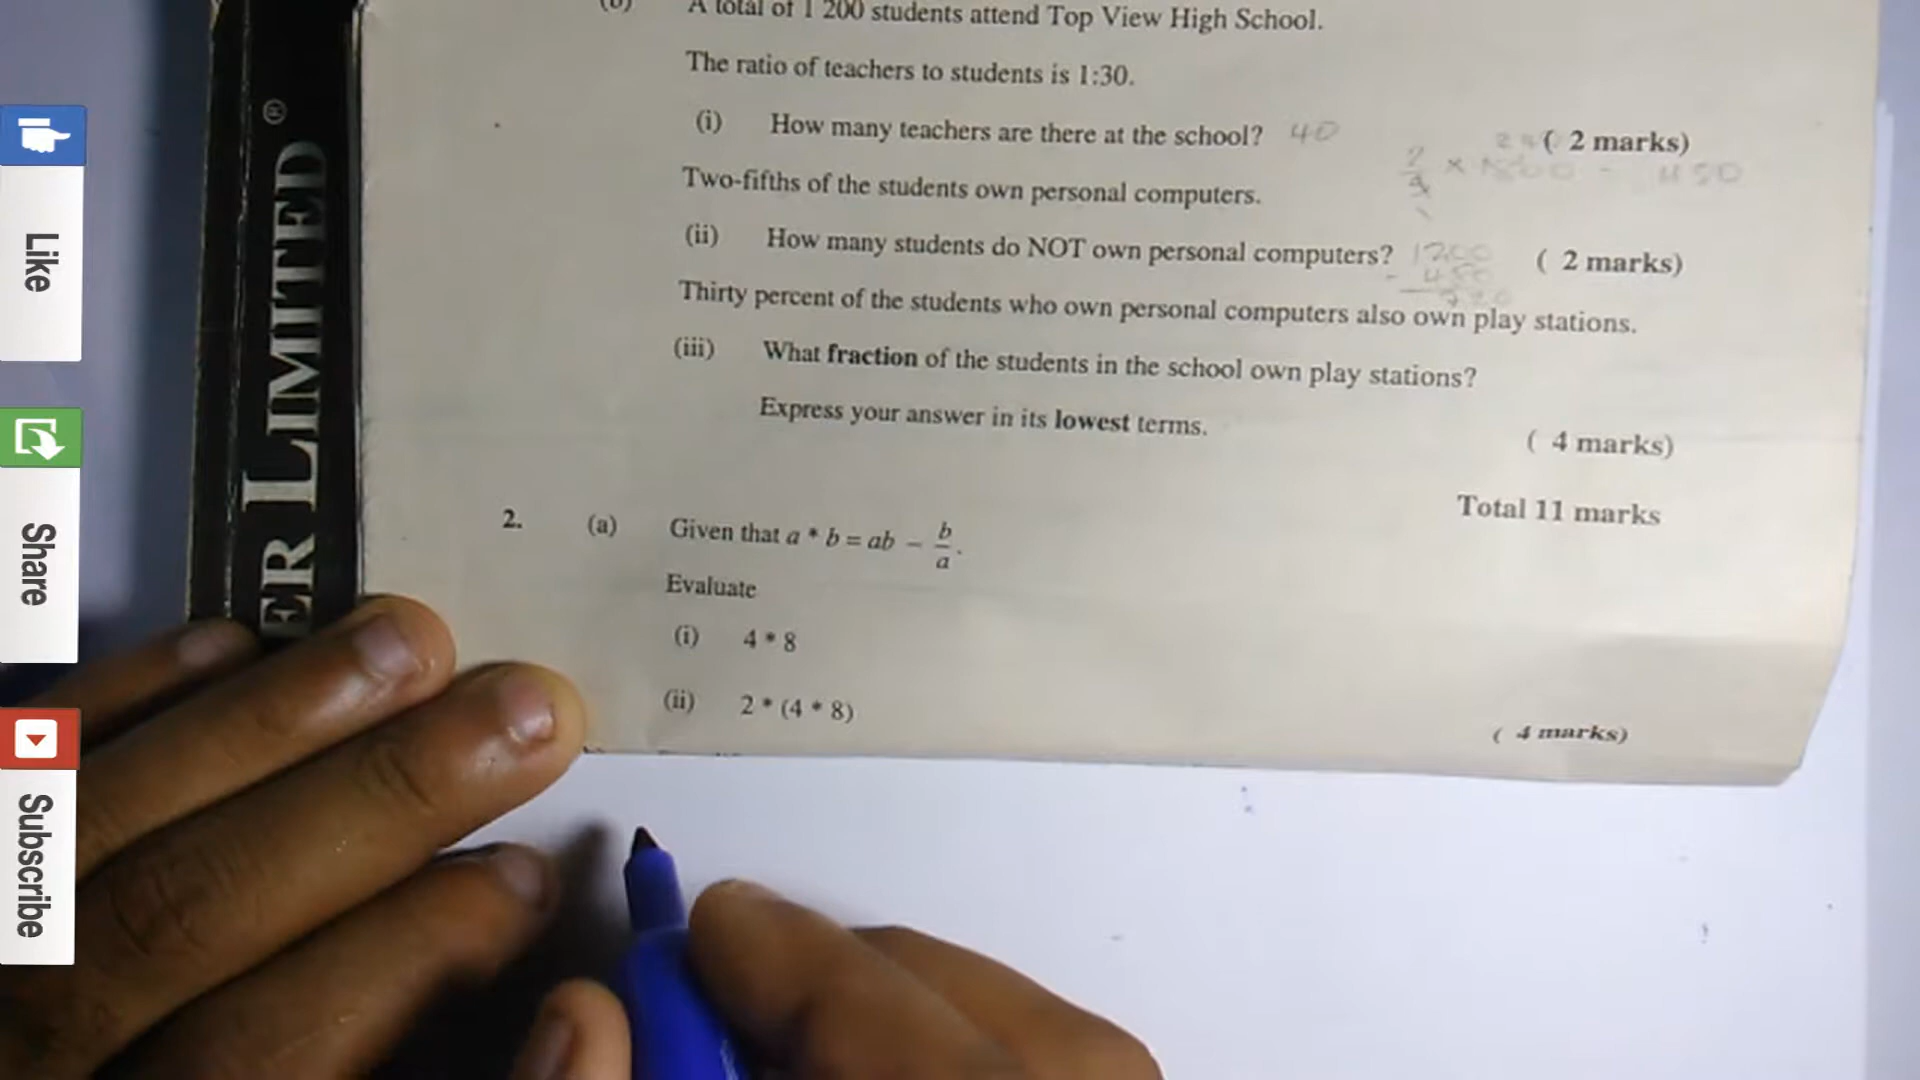 (b) A total of 1 200 students attend Top View High School.
The ratio of teachers to students is 1:30.
(i) How many teachers are there at the school? 40 ( 2 marks)
Two-fifths of the students own personal computers.
(ii) How many students do NOT own personal computers? 1200 ( 2 marks)
Thirty percent of the students who own personal computers also own play stations.
(iii) What fraction of the students in the school own play stations?
Express your answer in its lowest terms.
( 4 marks)
Total 11 marks
2. (a) Given that a * b = ab – b/a.
Evaluate
(i) 4 * 8
(ii) 2 * (4 * 8)
( 4 marks)
ER LIMITED®
Like
Share
Subscribe